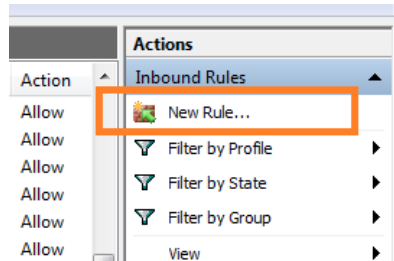 Actions
Action
Inbound Rules
Allow
New Rule...
Allow
Filter by Profile
Allow
Filter by State
Allow
Allow
Filter by Group
Allow
View